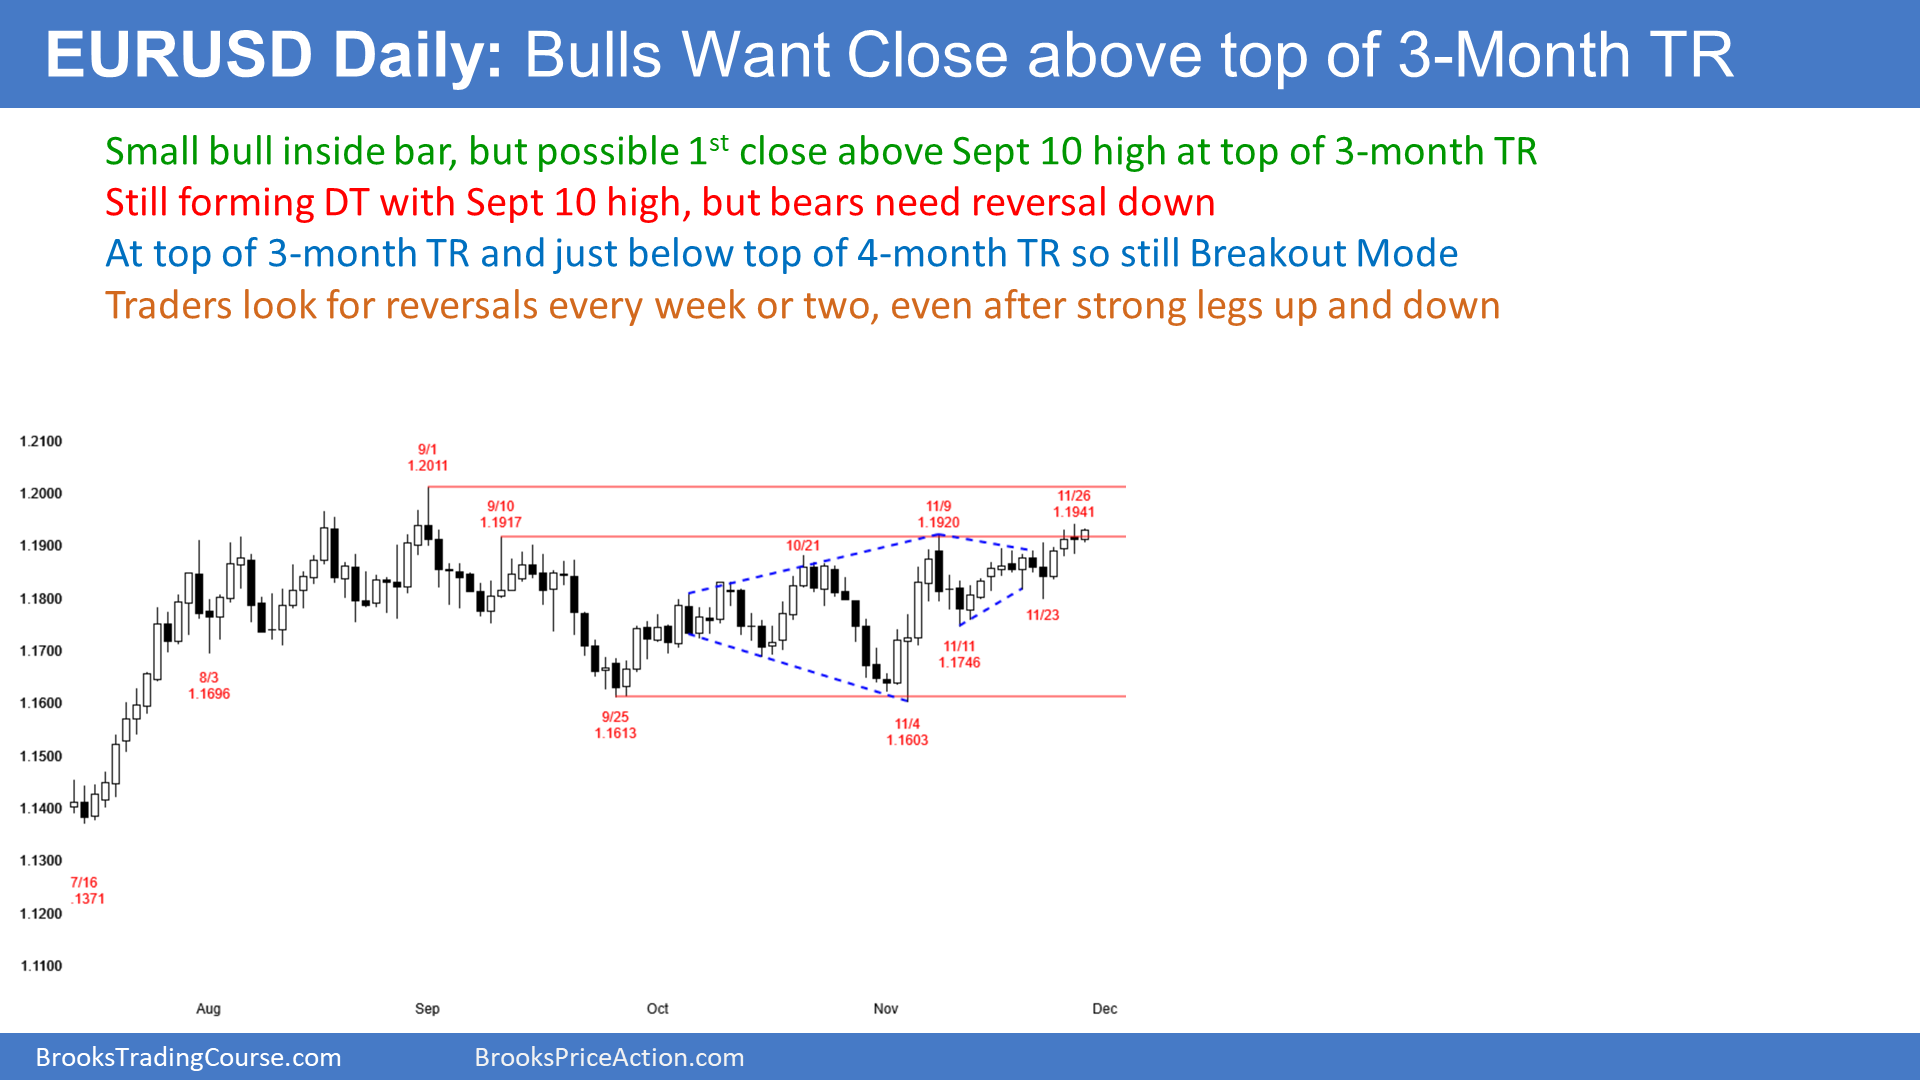 EURUSD Daily: Bulls Want Close above top of 3-Month TR
Small bull inside bar, but possible 1st close above Sept 10 high at top of 3-month TR
Still forming DT with Sept 10 high, but bears need reversal down
At top of 3-month TR and just below top of 4-month TR so still Breakout Mode
Traders look for reversals every week or two, even after strong legs up and down
1.2100
1.2000
1.1900
1.1800
1.1700
1.1600
1.1500
1.1400
1.1300
1.1200
1.1100
7/16
.1371
8/3
1.1696
9/1
1.2011
9/10
1.1917
9/25
1.1613
10/21
11/4
1.1603
11/9
1.1920
11/11
1.1746
11/23
11/26
1.1941
Aug
Sep
Oct
Nov
Dec
BrooksTradingCourse.com
BrooksPriceAction.com